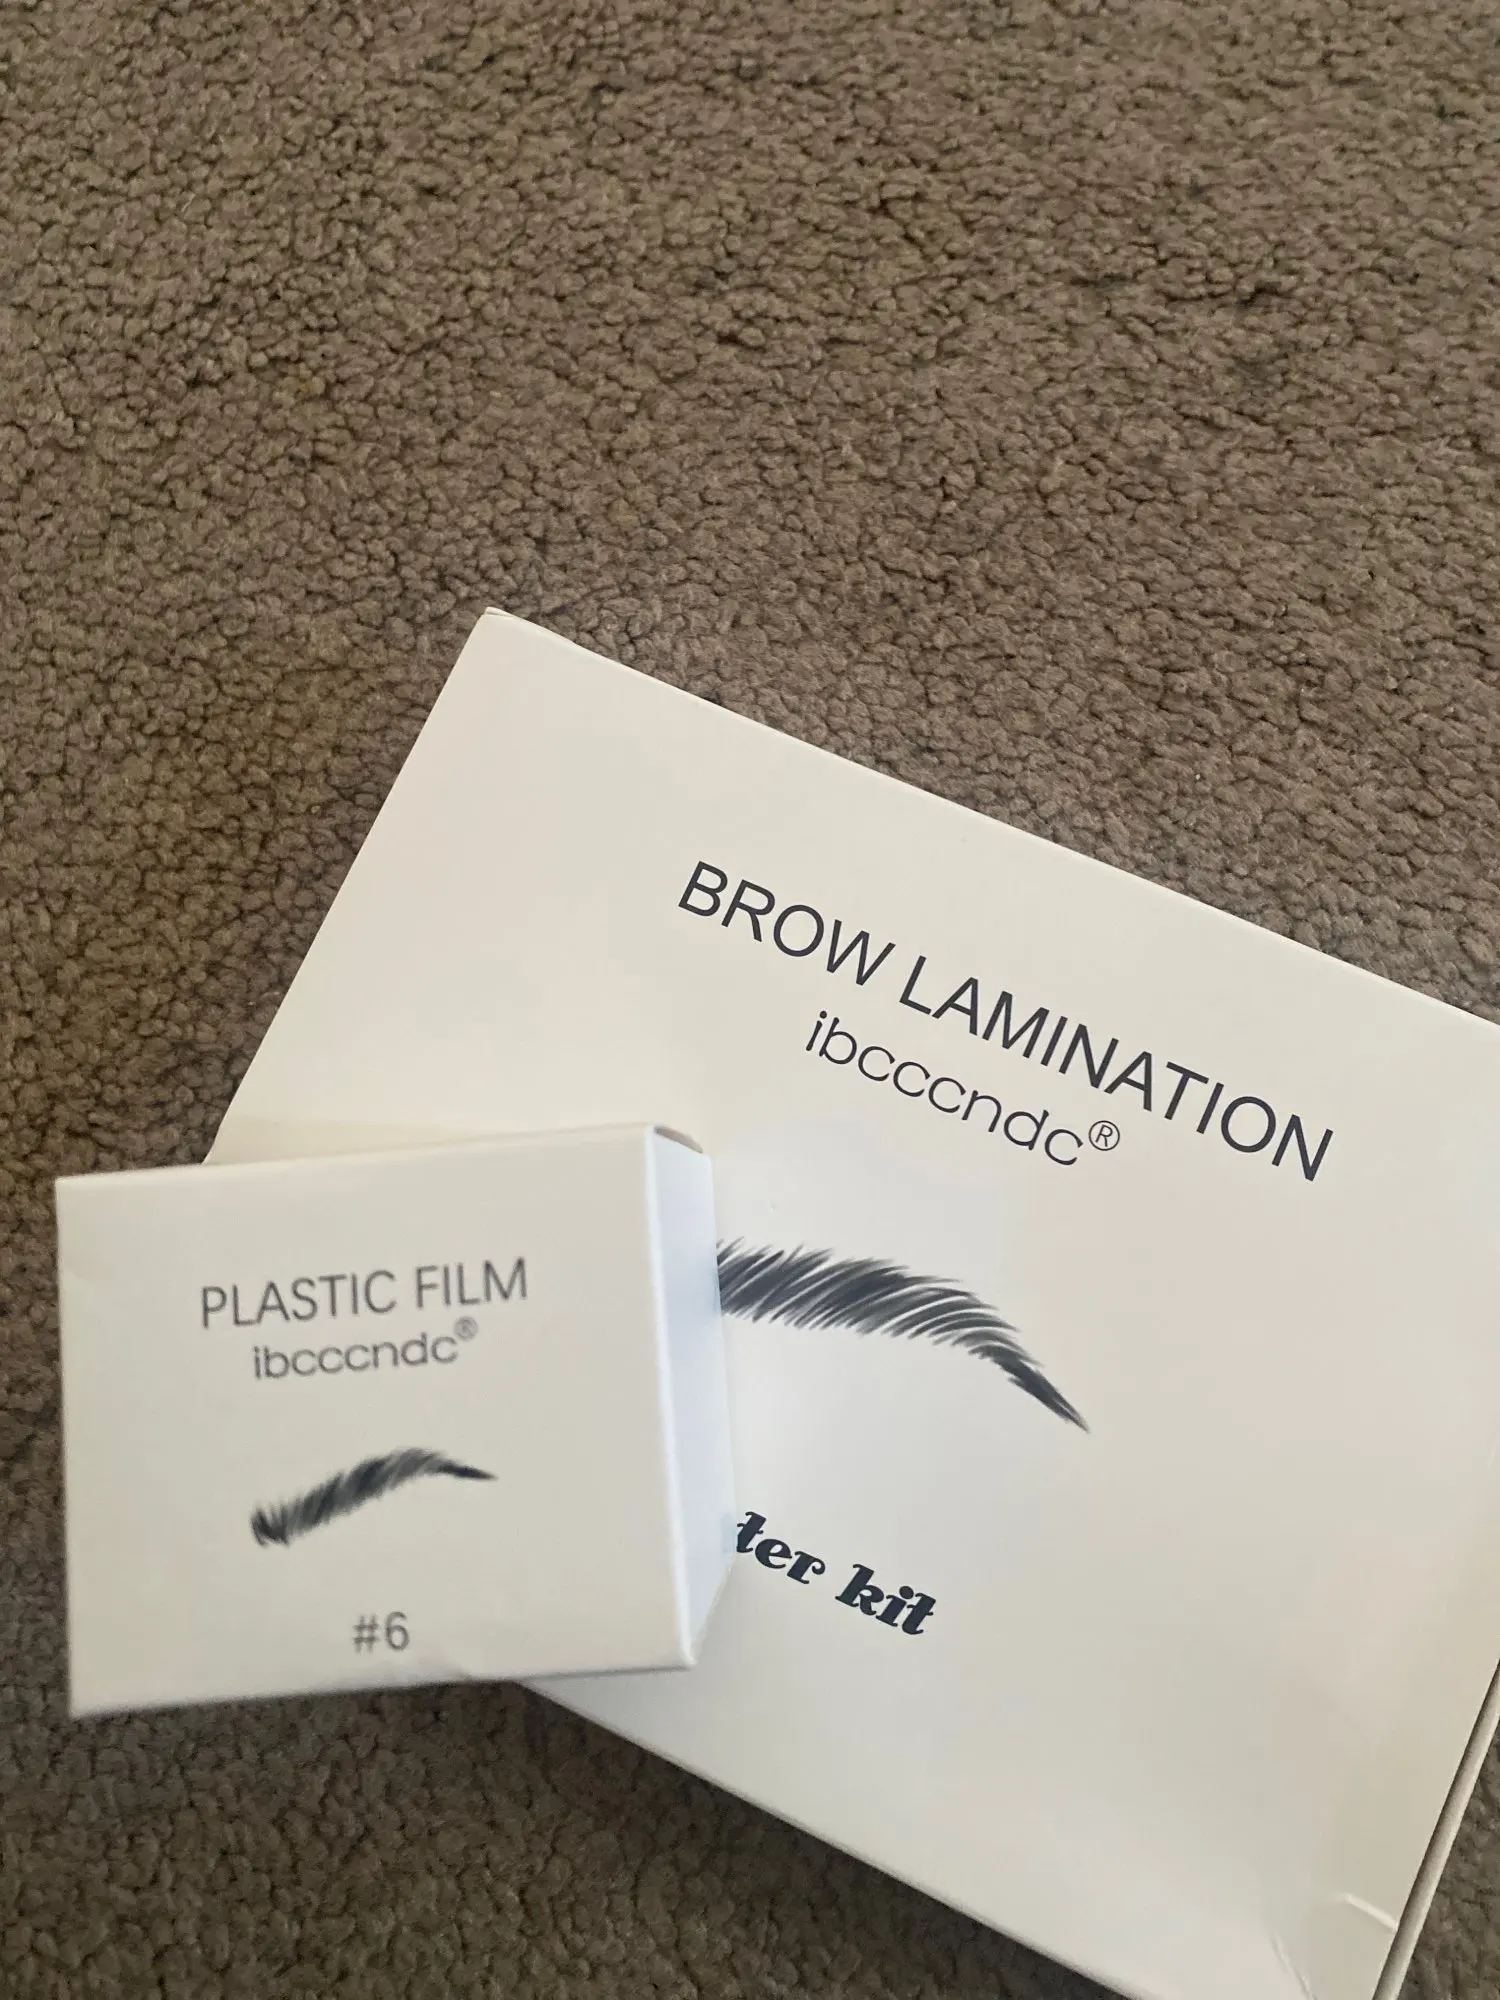 BROW LAMINATION
ibcccndc®
ter kit
PLASTIC FILM
ibcccndc®
#6